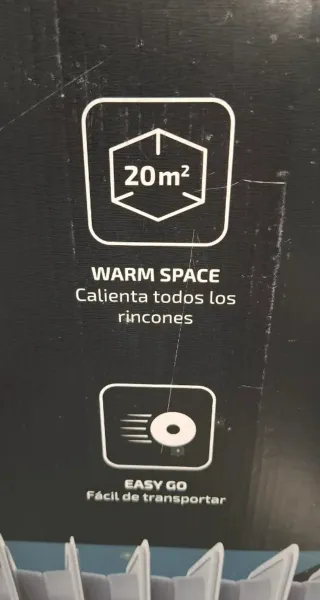 20m²
WARM SPACE
Calienta todos los
rincones
EASY GO
Fácil de transportar